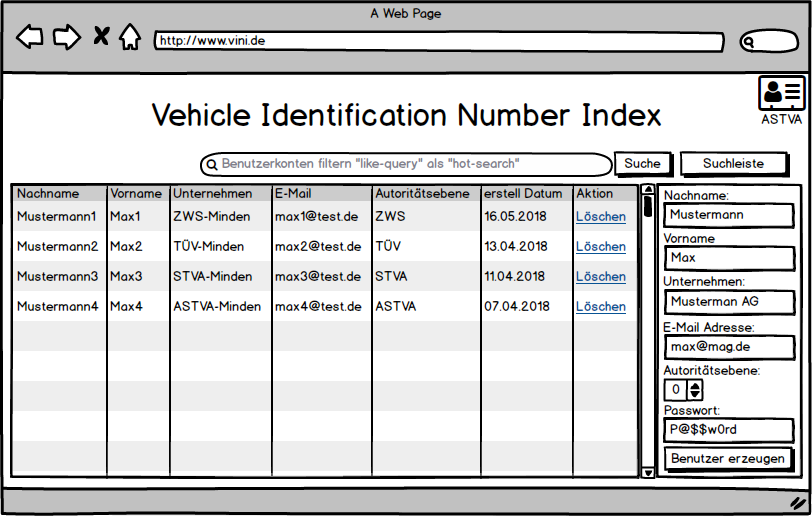 A Web Page
http://www.vini.de
ASTVA
Vehicle Identification Number Index
Benutzerkonten filtern "like-query" als "hot-search"
Suche
Suchleiste
Nachname Vorname Unternehmen E-Mail Autoritätsebene erstell Datum Aktion
Mustermann1 Max1 ZWS-Minden max1@test.de ZWS 16.05.2018 Löschen
Mustermann2 Max2 TÜV-Minden max2@test.de TÜV 13.04.2018 Löschen
Mustermann3 Max3 STVA-Minden max3@test.de STVA 11.04.2018 Löschen
Mustermann4 Max4 ASTVA-Minden max4@test.de ASTVA 07.04.2018 Löschen
Nachname:
Mustermann
Vorname
Max
Unternehmen:
Musterman AG
E-Mail Adresse:
max@mag.de
Autoritätsebene:
0
Passwort:
P@$$w0rd
Benutzer erzeugen